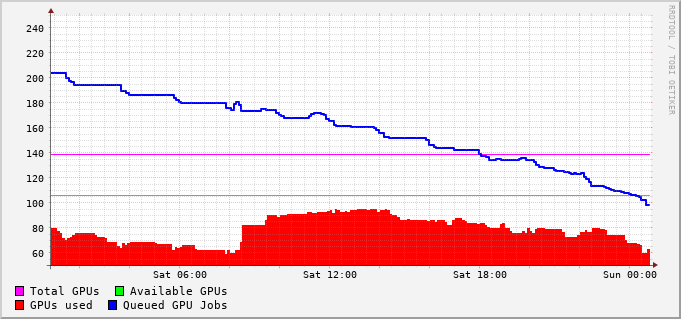 240
220
200
180
160
140
120
100
80
60
Sat 06:00 Sat 12:00 Sat 18:00 Sun 00:00
Total GPUs Available GPUs
GPUs used Queued GPU Jobs
RRDTOOL / TOBI OETIKER